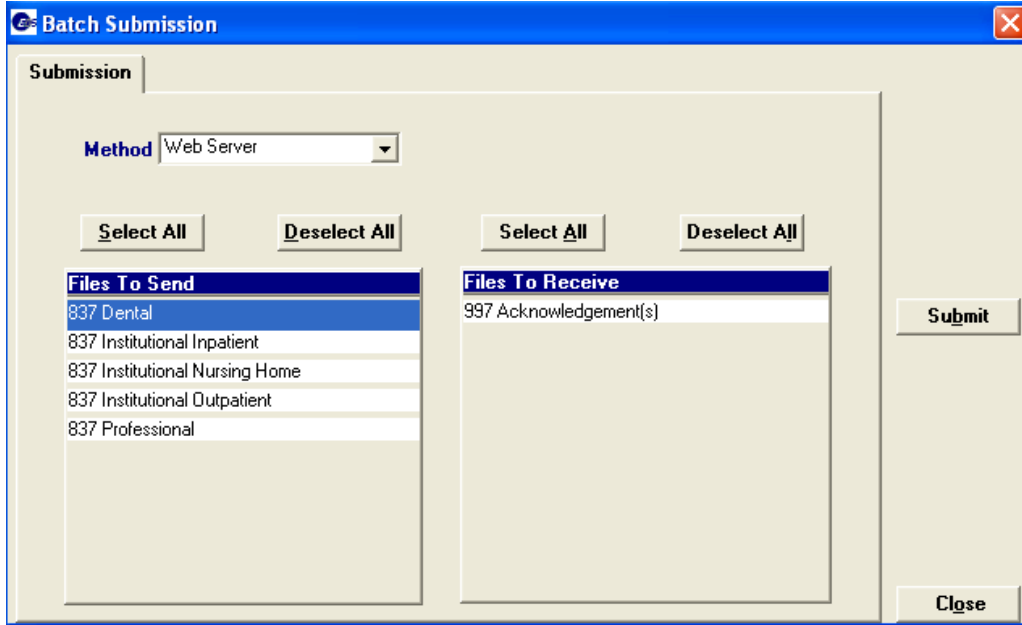 Batch Submission
Submission
Method Web Server
Select All Deselect All Select All Deselect All
Files To Send Files To Receive
837 Dental 997 Acknowledgement(s)
837 Institutional Inpatient
837 Institutional Nursing Home
837 Institutional Outpatient
837 Professional
Submit
Close